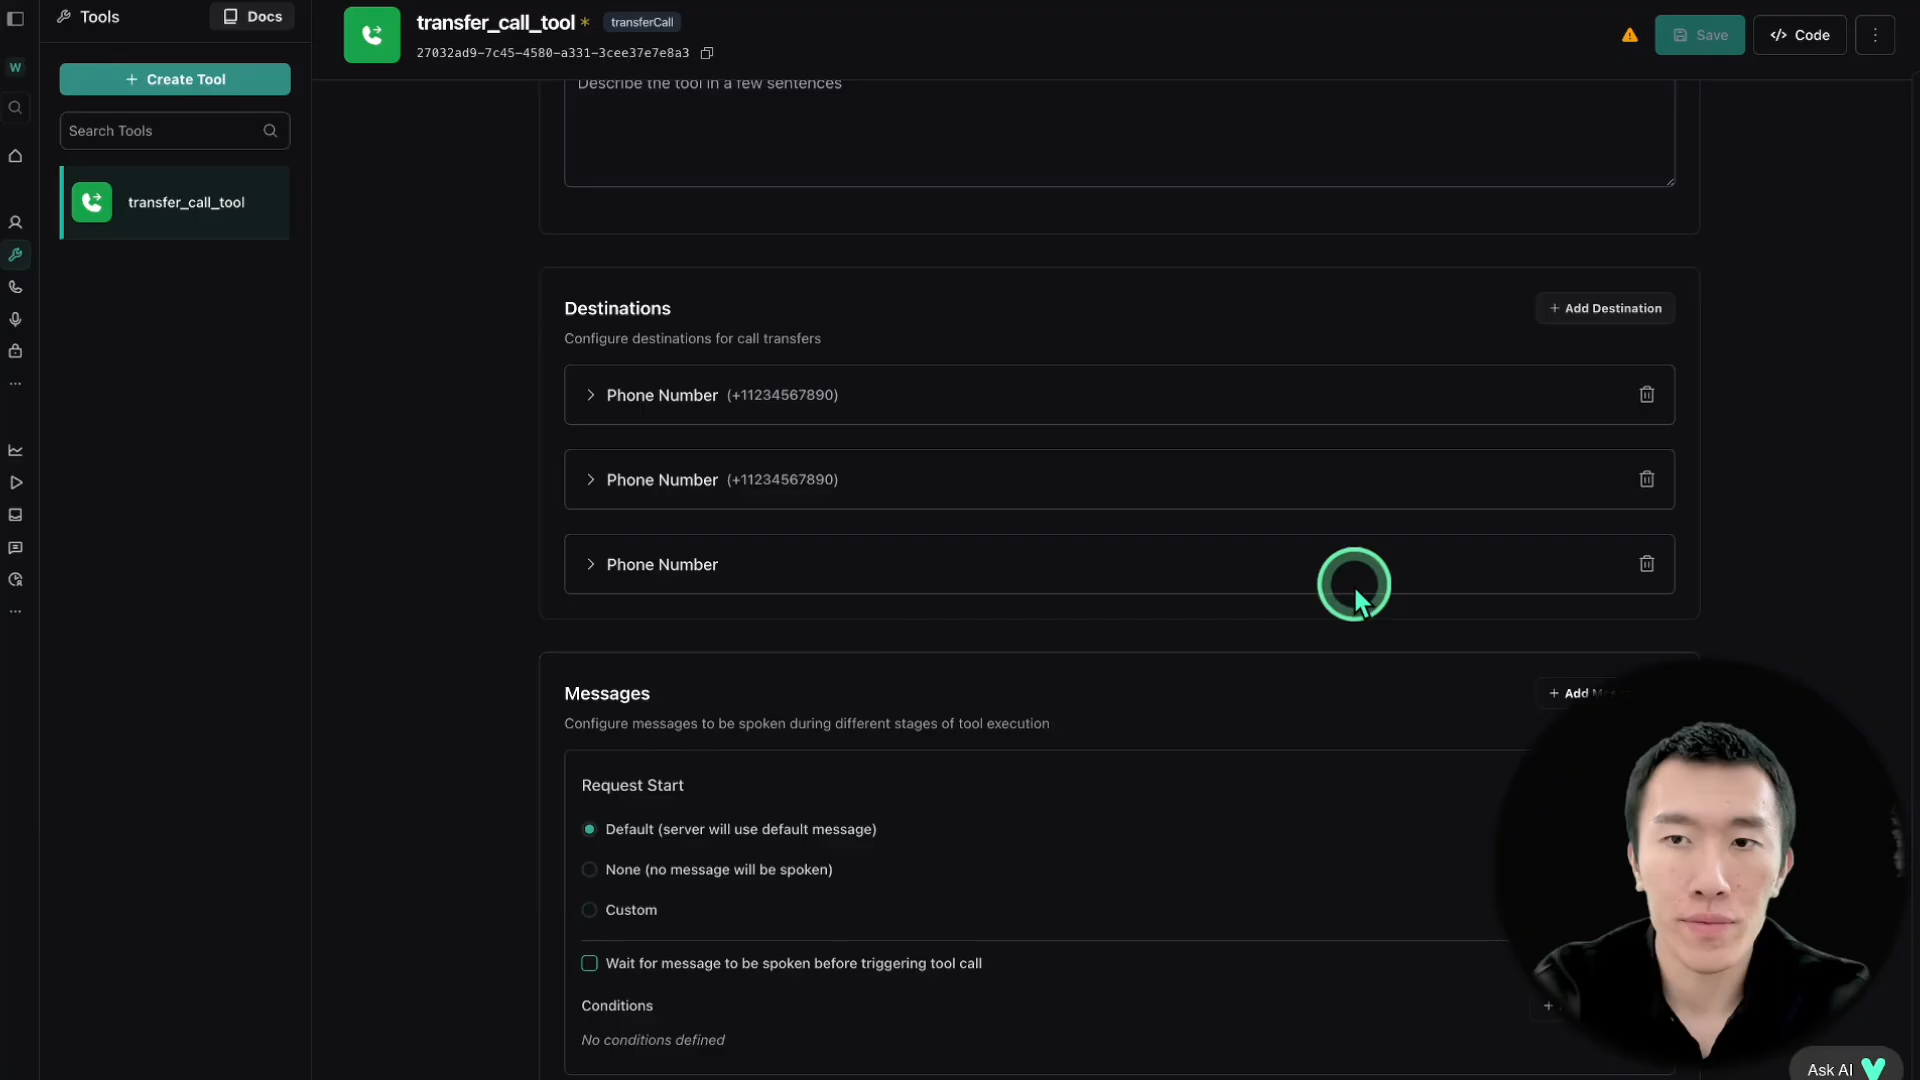 Tools
Docs
transfer_call_tool *
transferCall
27032ad9-7c45-4580-a331-3cee37e7e8a3
Save
</> Code
W
+ Create Tool
Search Tools
transfer_call_tool
Describe the tool in a few sentences
Destinations
+ Add Destination
Configure destinations for call transfers
Phone Number (+11234567890)
Phone Number (+11234567890)
Phone Number
Messages
+ Add
Configure messages to be spoken during different stages of tool execution
Request Start
Default (server will use default message)
None (no message will be spoken)
Custom
Wait for message to be spoken before triggering tool call
Conditions
+
No conditions defined
Ask AI